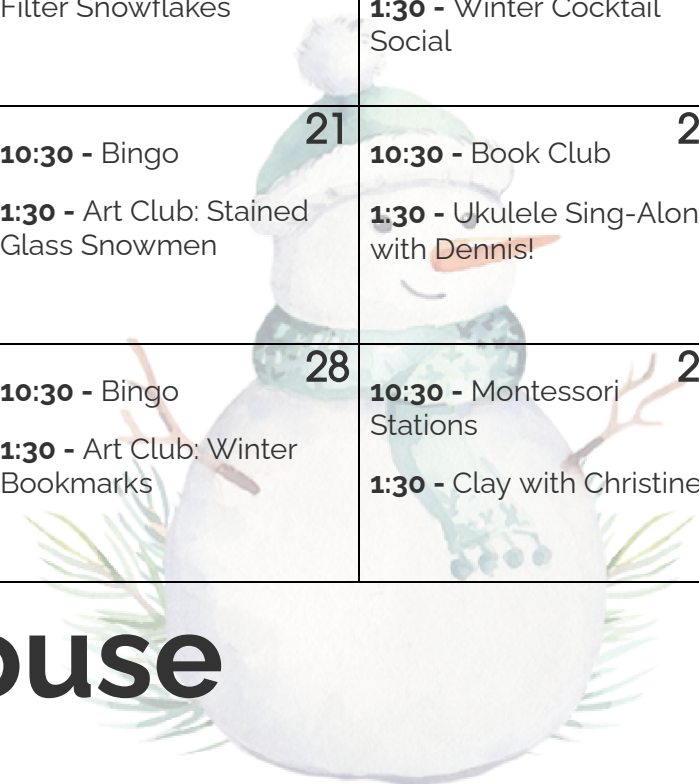 Filter Snowflakes
1:30 - Winter Cocktail
Social
21
10:30 - Bingo
1:30 - Art Club: Stained
Glass Snowmen
2
10:30 - Book Club
1:30 - Ukulele Sing-Alon
with Dennis!
28
10:30 - Bingo
1:30 - Art Club: Winter
Bookmarks
2
10:30 - Montessori
Stations
1:30 - Clay with Christine
ouse